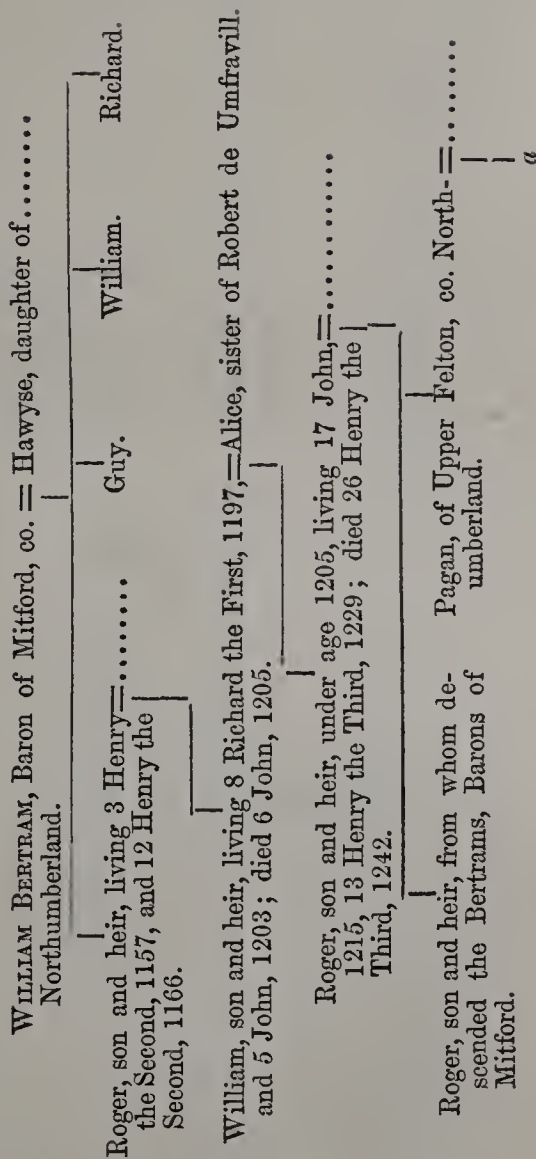 WILLIAM BERTRAM, Baron of Mitford, co. = Hawyse, daughter of.........
Northumberland.
Roger, son and heir, living 3 Henry=.........
the Second, 1157, and 12 Henry the
Second, 1166.
Guy.
William.
Richard.
William, son and heir, living 8 Richard the First, 1197,=Alice, sister of Robert de Umfravill.
and 5 John, 1203; died 6 John, 1205.
Roger, son and heir, under age 1205, living 17 John,=.............
1215, 13 Henry the Third, 1229; died 26 Henry the
Third, 1242.
Roger, son and heir, from whom de-
scended the Bertrams, Barons of
Mitford.
Pagan, of Upper Felton, co. North-=.........
umberland.
a